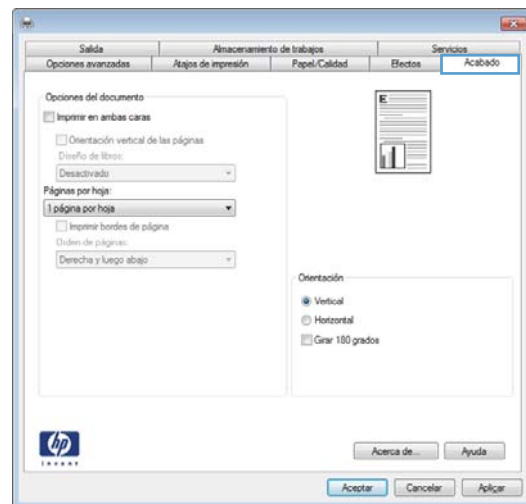 Salida Almacenamiento de trabajos Servicios
Opciones avanzadas Atajos de impresión Papel/Calidad Efectos Acabado
Opciones del documento
Imprimir en ambas caras
Orientación vertical de las páginas
Diseño de libros:
Desactivado
Páginas por hoja:
1 página por hoja
Imprimir bordes de página
Orden de páginas:
Derecha y luego abajo
E
Orientación
Vertical
Horizontal
Girar 180 grados
hp
invent
Acerca de... Ayuda
Aceptar Cancelar Aplicar